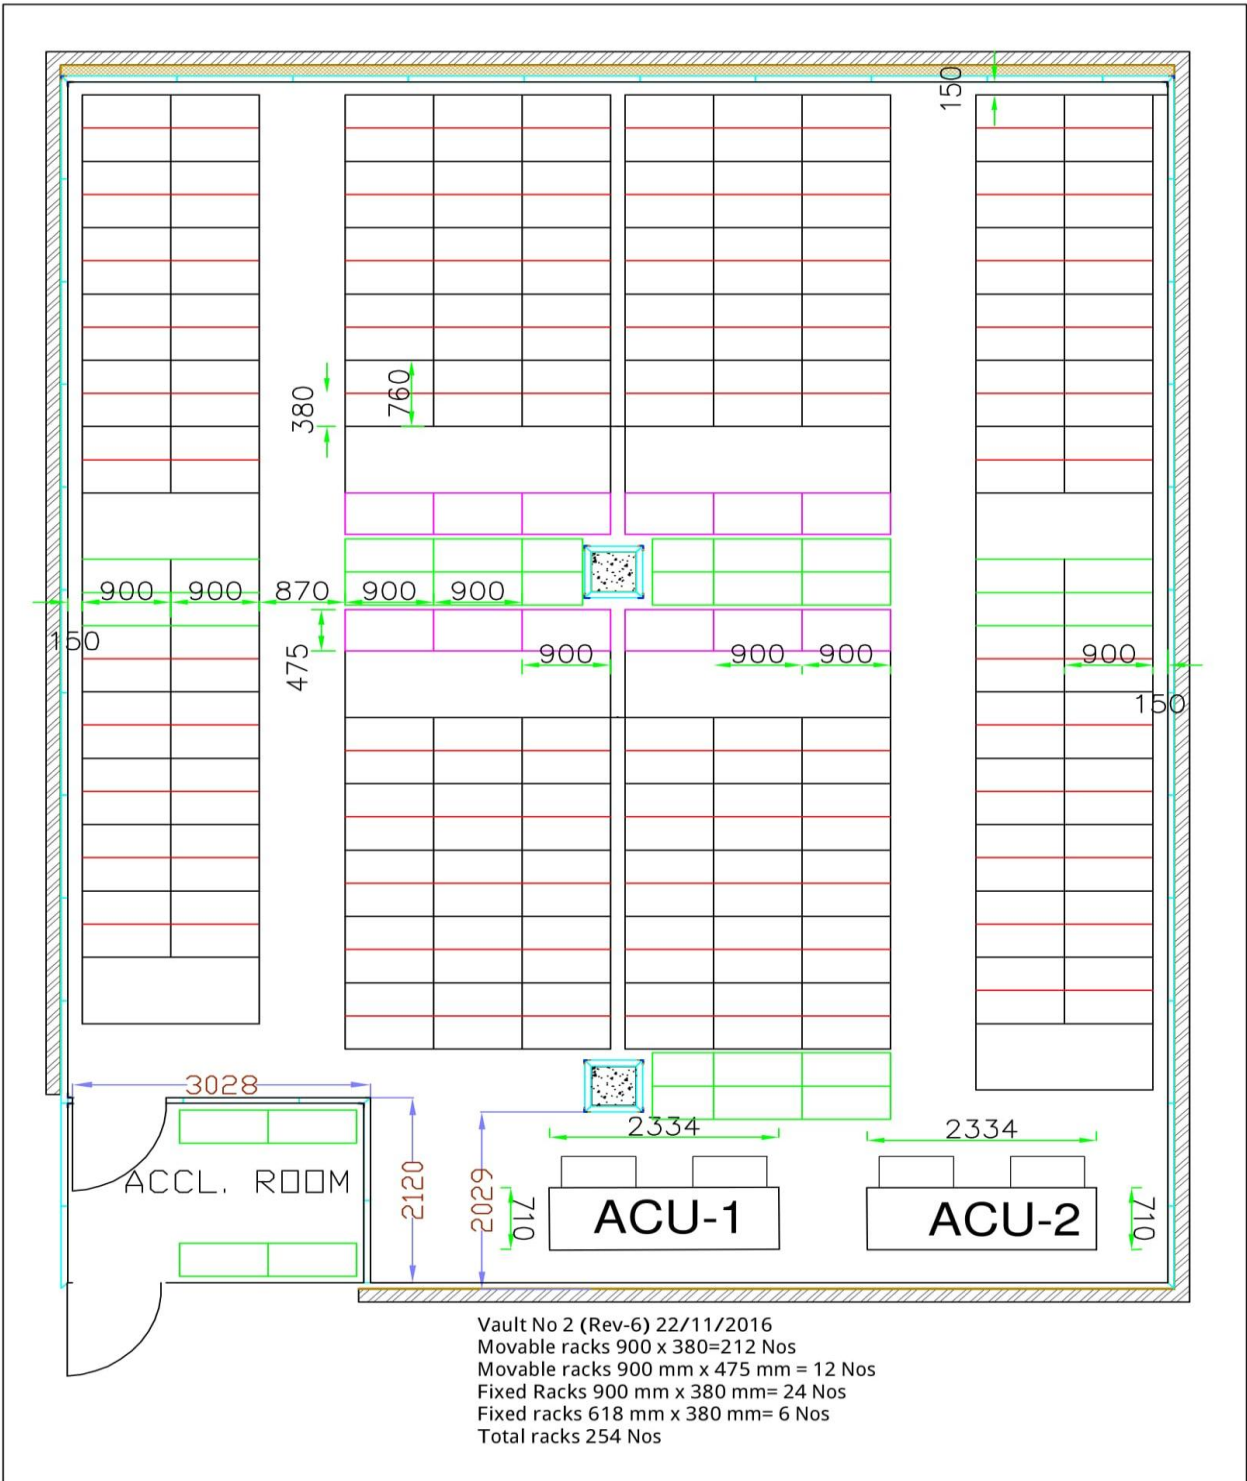 150
380
760
900
900
870
900
900
150
475
900
900
900
900
150
3028
ACCL. ROOM
2120
2029
2334
2334
710
ACU-1
ACU-2
710
Vault No 2 (Rev-6) 22/11/2016
Movable racks 900 x 380=212 Nos
Movable racks 900 mm x 475 mm = 12 Nos
Fixed Racks 900 mm x 380 mm= 24 Nos
Fixed racks 618 mm x 380 mm= 6 Nos
Total racks 254 Nos